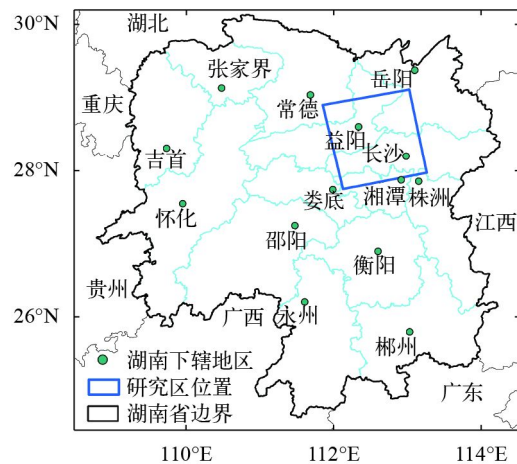 30°N
湖北
张家界
岳阳
常德
重庆
益阳
长沙
吉首
28°N
湘潭
株洲
娄底
怀化
江西
邵阳
衡阳
贵州
广西
永州
26°N
郴州
湖南下辖地区
研究区位置
广东
湖南省边界
110°E
112°E
114°E